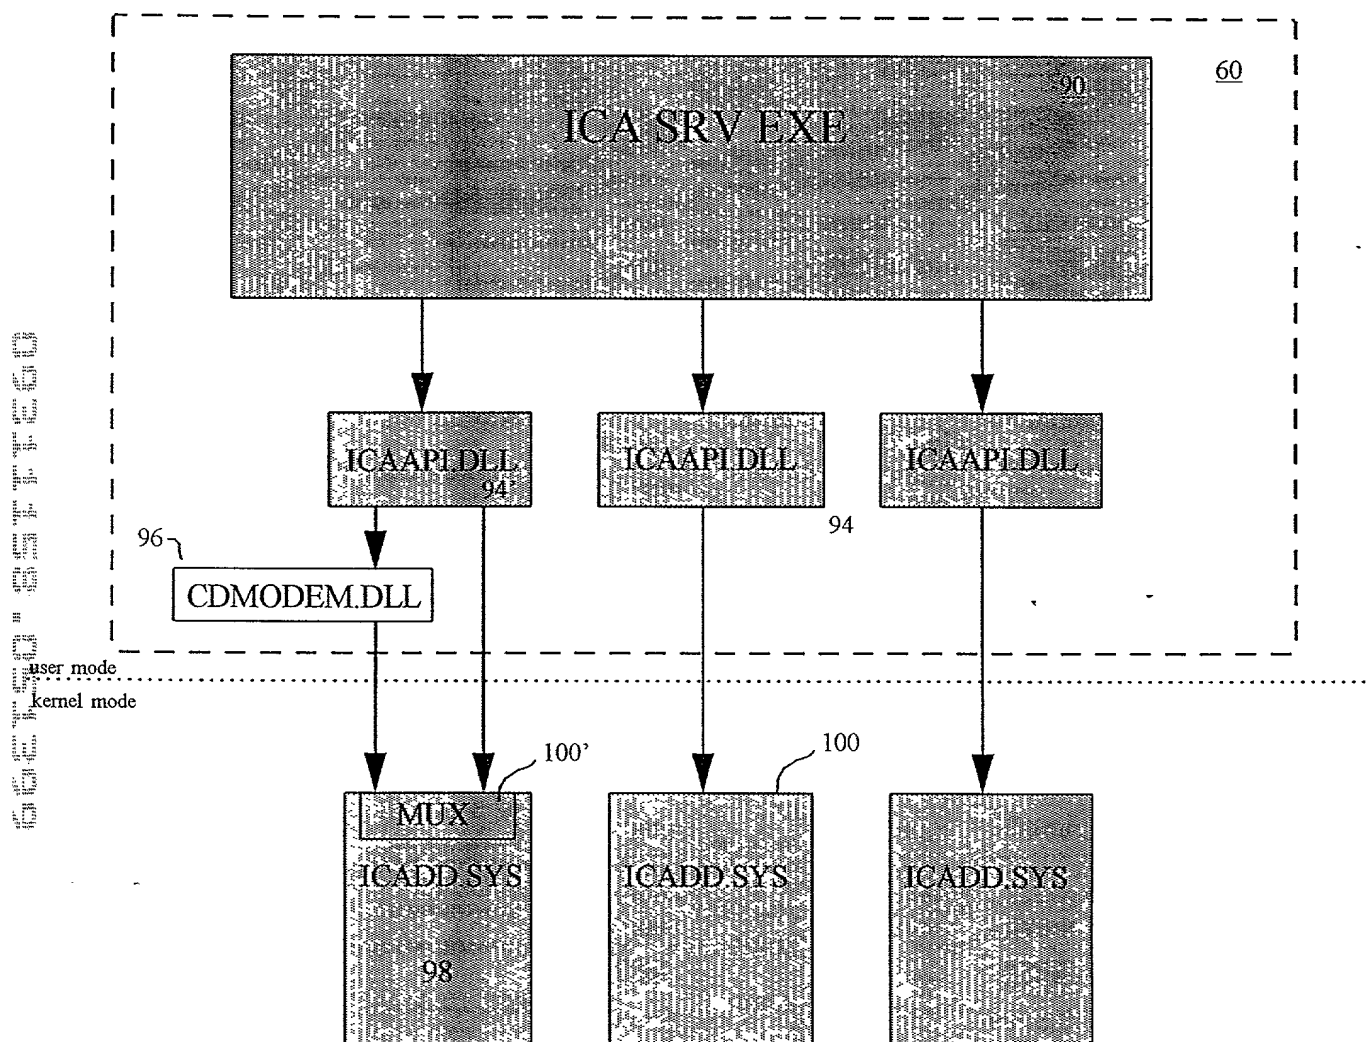 60
90
ICA SRV EXE
ICAAPI.DLL
94'
ICAAPI.DLL
ICAAPI.DLL
94
96
CDMODEM.DLL
user mode
kernel mode
100'
100
MUX
ICADD.SYS
ICADD.SYS
ICADD.SYS
98